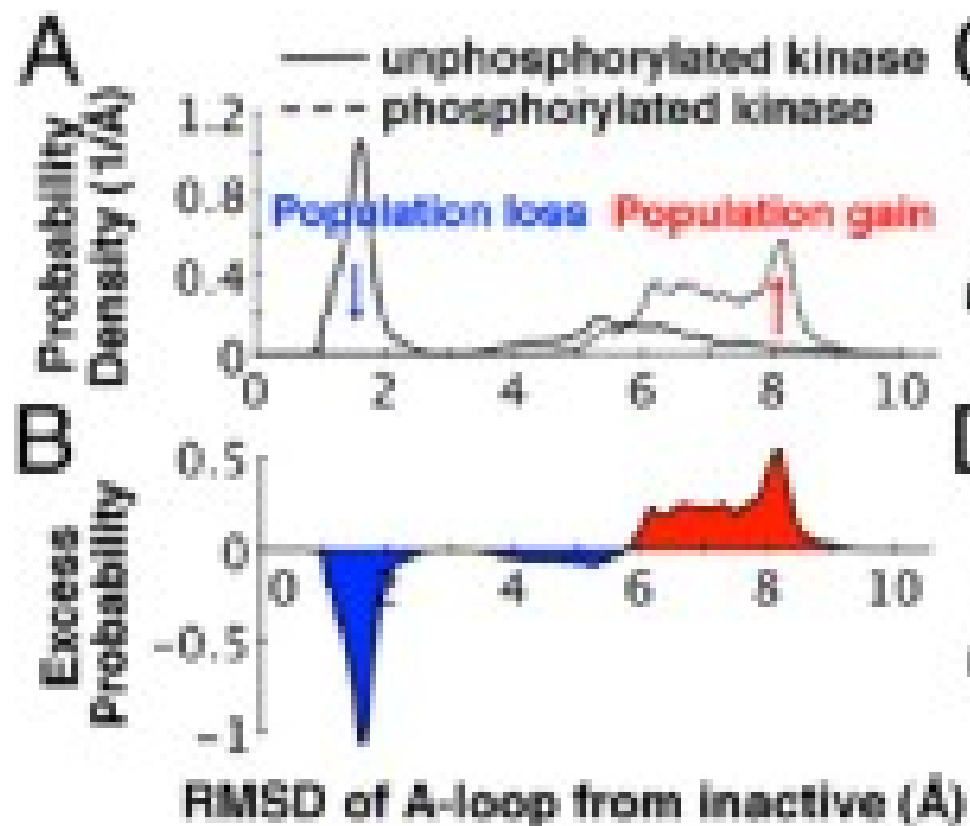 A
unphosphorylated kinase
phosphorylated kinase
Probability
Density (1/Å)
1.2
0.8
0.4
0
Population loss
Population gain
0 2 4 6 8 10
B
Excess
Probability
0.5
0
-0.5
-1
0 2 4 6 8 10
RMSD of A-loop from inactive (Å)